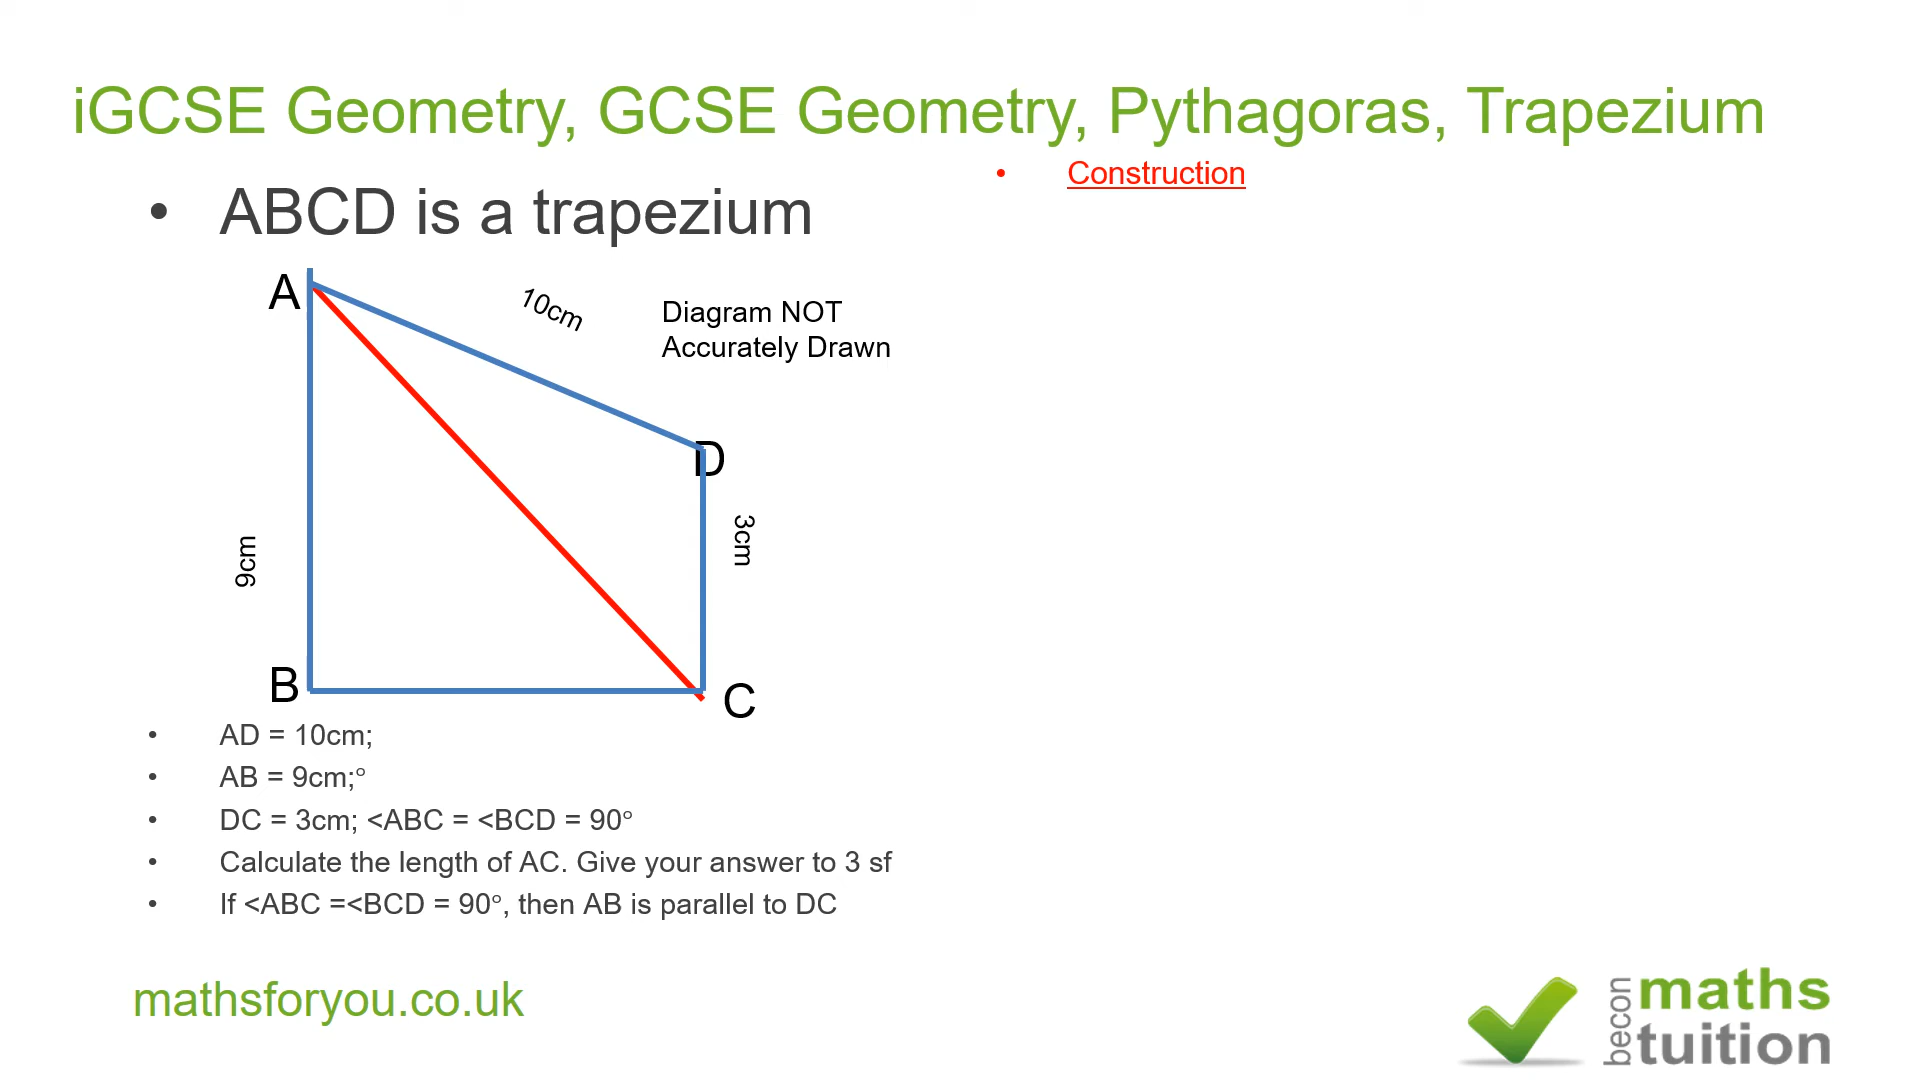 iGCSE Geometry, GCSE Geometry, Pythagoras, Trapezium
• Construction
• ABCD is a trapezium
A
10cm
Diagram NOT
Accurately Drawn
D
3cm
9cm
B
C
• AD = 10cm;
• AB = 9cm;°
• DC = 3cm; <ABC = <BCD = 90°
• Calculate the length of AC. Give your answer to 3 sf
• If <ABC =<BCD = 90°, then AB is parallel to DC
mathsforyou.co.uk
becon
maths
tuition